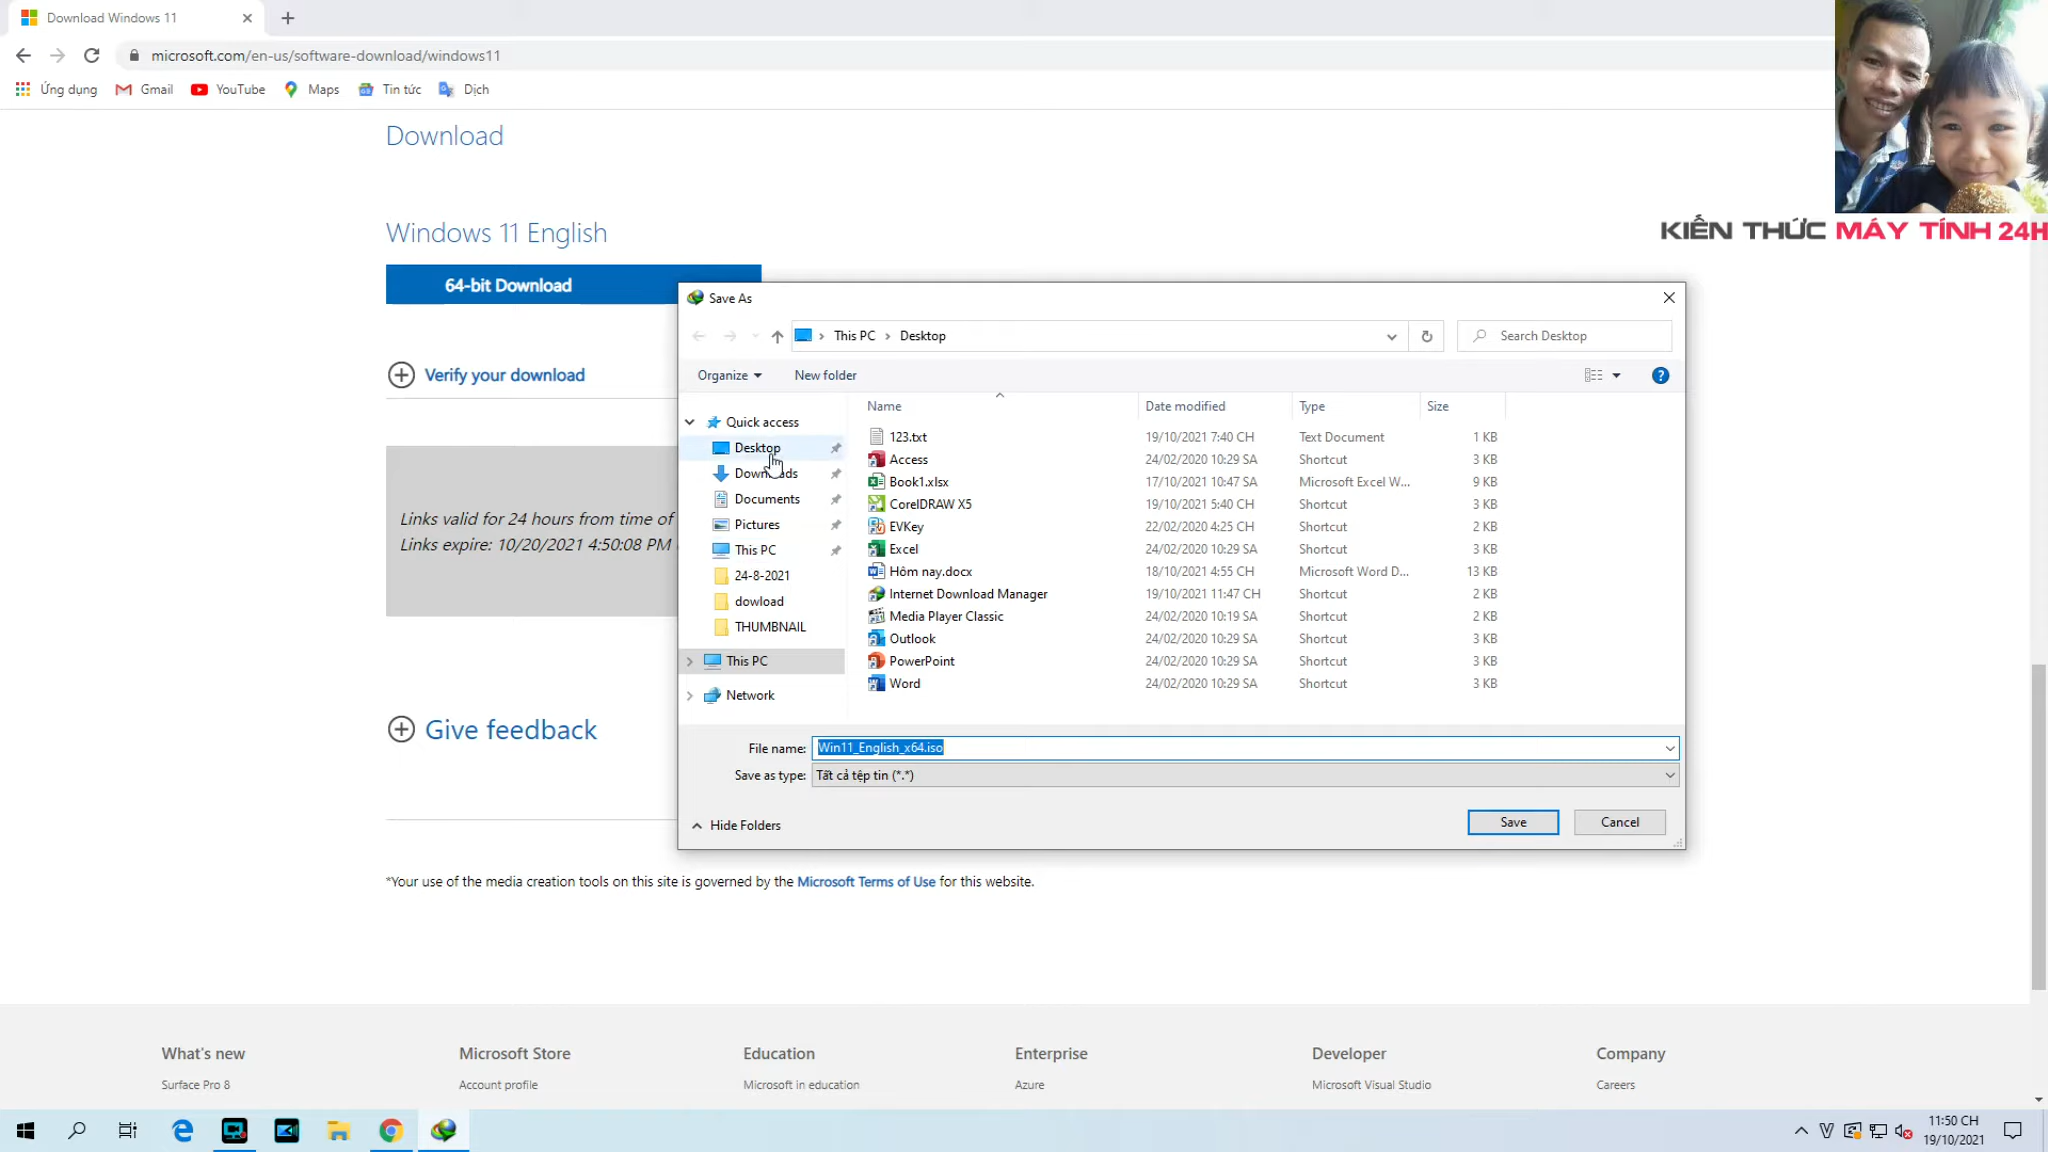 Download Windows 11
microsoft.com/en-us/software-download/windows11
Ứng dụng Gmail YouTube Maps Tin tức Dịch
KIẾN THỨC MÁY TÍNH 24H
Download
Windows 11 English
64-bit Download
Verify your download
Links valid for 24 hours from time of
Links expire: 10/20/2021 4:50:08 PM
Give feedback
*Your use of the media creation tools on this site is governed by the Microsoft Terms of Use for this website.
Save As
This PC › Desktop
Search Desktop
Organize New folder
Quick access
Desktop
Downloads
Documents
Pictures
This PC
24-8-2021
dowload
THUMBNAIL
This PC
Network
Name Date modified Type Size
123.txt 19/10/2021 7:40 CH Text Document 1 KB
Access 24/02/2020 10:29 SA Shortcut 3 KB
Book1.xlsx 17/10/2021 10:47 SA Microsoft Excel W... 9 KB
CorelDRAW X5 19/10/2021 5:40 CH Shortcut 3 KB
EVKey 22/02/2020 4:25 CH Shortcut 2 KB
Excel 24/02/2020 10:29 SA Shortcut 3 KB
Hôm nay.docx 18/10/2021 4:55 CH Microsoft Word D... 13 KB
Internet Download Manager 19/10/2021 11:47 CH Shortcut 2 KB
Media Player Classic 24/02/2020 10:19 SA Shortcut 2 KB
Outlook 24/02/2020 10:29 SA Shortcut 3 KB
PowerPoint 24/02/2020 10:29 SA Shortcut 3 KB
Word 24/02/2020 10:29 SA Shortcut 3 KB
File name: Win11_English_x64.iso
Save as type: Tất cả tệp tin (*.*)
Hide Folders
Save Cancel
What's new Microsoft Store Education Enterprise Developer Company
Surface Pro 8 Account profile Microsoft in education Azure Microsoft Visual Studio Careers
11:50 CH
19/10/2021